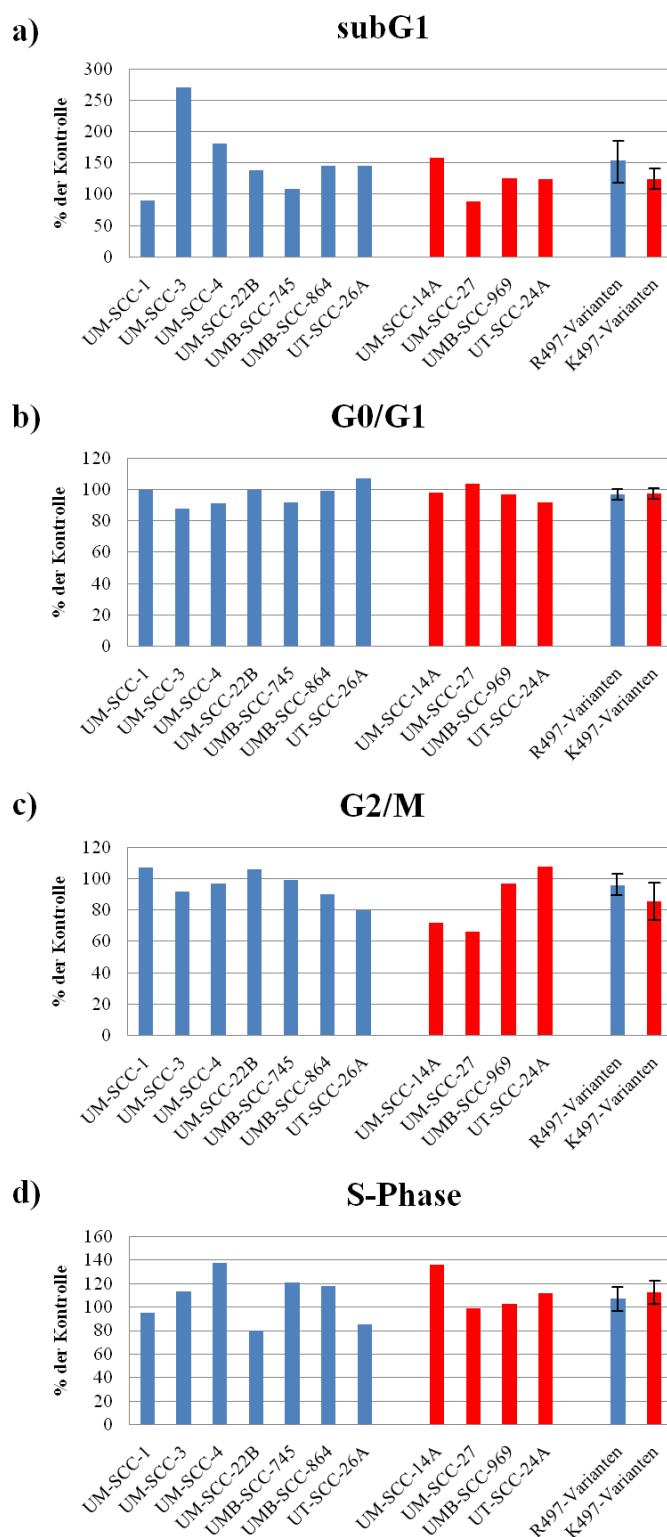 a)
subG1
% der Kontrolle
300
250
200
150
100
50
0
UM-SCC-1
UM-SCC-3
UM-SCC-4
UM-SCC-22B
UMB-SCC-745
UMB-SCC-864
UT-SCC-26A
UM-SCC-14A
UM-SCC-27
UMB-SCC-969
UT-SCC-24A
R497-Varianten
K497-Varianten
b)
G0/G1
% der Kontrolle
120
100
80
60
40
20
0
UM-SCC-1
UM-SCC-3
UM-SCC-4
UM-SCC-22B
UMB-SCC-745
UMB-SCC-864
UT-SCC-26A
UM-SCC-14A
UM-SCC-27
UMB-SCC-969
UT-SCC-24A
R497-Varianten
K497-Varianten
c)
G2/M
% der Kontrolle
120
100
80
60
40
20
0
UM-SCC-1
UM-SCC-3
UM-SCC-4
UM-SCC-22B
UMB-SCC-745
UMB-SCC-864
UT-SCC-26A
UM-SCC-14A
UM-SCC-27
UMB-SCC-969
UT-SCC-24A
R497-Varianten
K497-Varianten
d)
S-Phase
% der Kontrolle
160
140
120
100
80
60
40
20
0
UM-SCC-1
UM-SCC-3
UM-SCC-4
UM-SCC-22B
UMB-SCC-745
UMB-SCC-864
UT-SCC-26A
UM-SCC-14A
UM-SCC-27
UMB-SCC-969
UT-SCC-24A
R497-Varianten
K497-Varianten